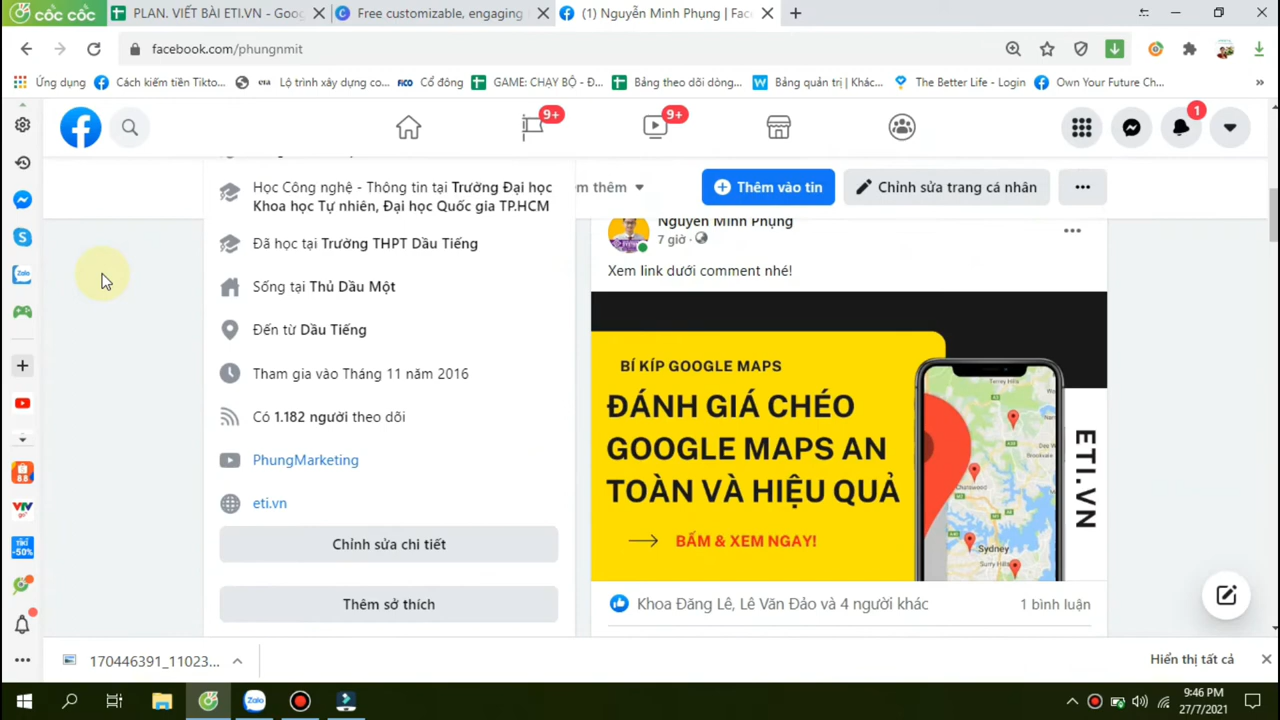 cốc cốc
PLAN. VIẾT BÀI ETI.VN - Goo
Free customizable, engaging
(1) Nguyễn Minh Phụng | Fac
facebook.com/phungnmit
Ứng dụng
Cách kiếm tiền Tikto...
Lộ trình xây dựng co...
FICO
Cổ đông
GAME: CHẠY BỘ - Đ...
Bảng theo dõi dòng...
Bảng quản trị | Khác...
The Better Life - Login
Own Your Future Ch...
9+
9+
1
Học Công nghệ - Thông tin tại Trường Đại học
Khoa học Tự nhiên, Đại học Quốc gia TP.HCM
Đã học tại Trường THPT Dầu Tiếng
Sống tại Thủ Dầu Một
Đến từ Dầu Tiếng
Tham gia vào Tháng 11 năm 2016
Có 1.182 người theo dõi
PhungMarketing
eti.vn
Chỉnh sửa chi tiết
Thêm sở thích
thêm
Thêm vào tin
Chỉnh sửa trang cá nhân
Nguyễn Minh Phụng
7 giờ
Xem link dưới comment nhé!
BÍ KÍP GOOGLE MAPS
ĐÁNH GIÁ CHÉO
GOOGLE MAPS AN
TOÀN VÀ HIỆU QUẢ
BẤM & XEM NGAY!
ETI.VN
Sydney
Khoa Đăng Lê, Lê Văn Đảo và 4 người khác
1 bình luận
Zalo
8.8
VTV
TIKI
-50%
170446391_11023...
Hiển thị tất cả
Zalo
9:46 PM
27/7/2021